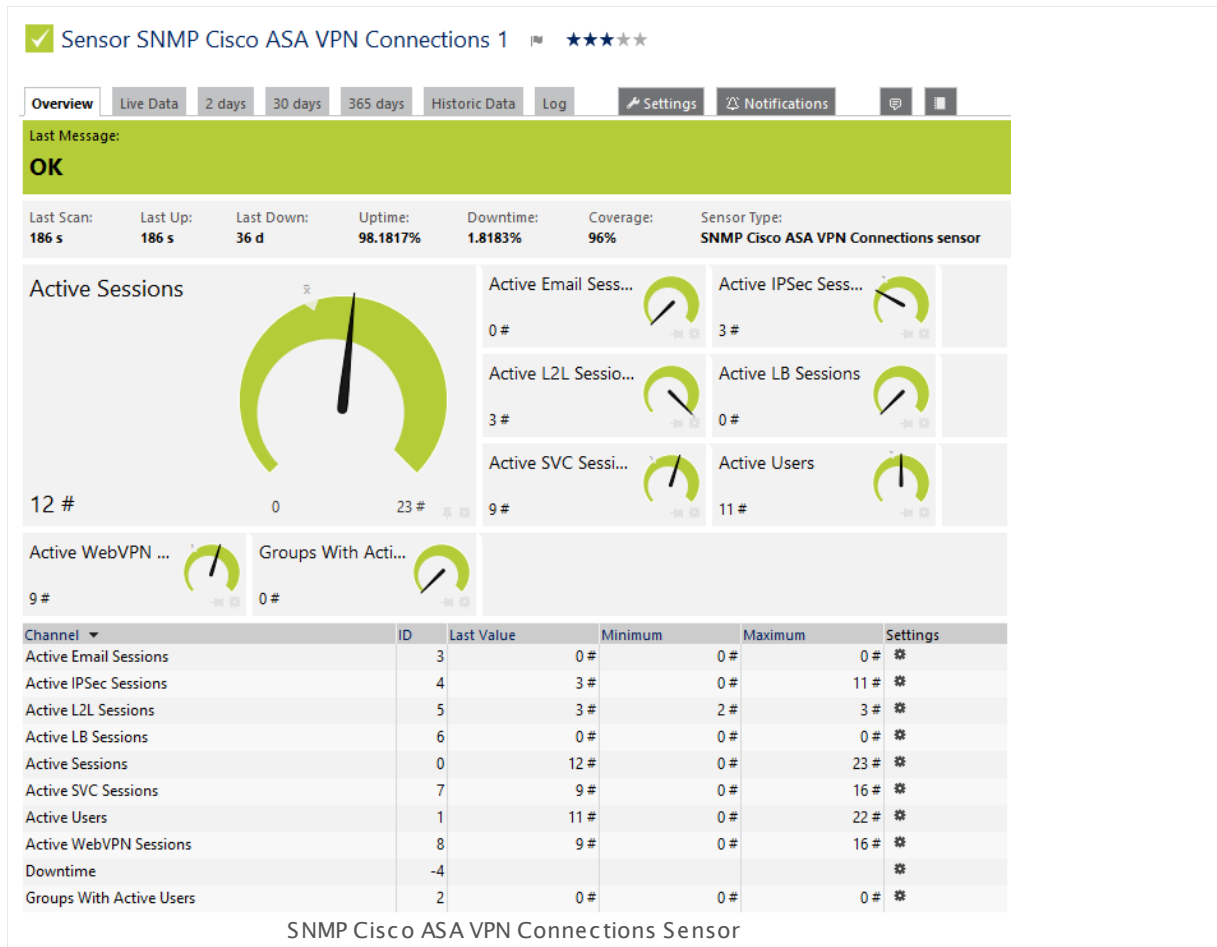 Sensor SNMP Cisco ASA VPN Connections 1
Overview Live Data 2 days 30 days 365 days Historic Data Log Settings Notifications
Last Message:
OK
Last Scan: Last Up: Last Down: Uptime: Downtime: Coverage: Sensor Type:
186 s 186 s 36 d 98.1817% 1.8183% 96% SNMP Cisco ASA VPN Connections sensor
Active Sessions
x̄
12 #
0
23 #
Active Email Sess...
0 #
Active IPSec Sess...
3 #
Active L2L Sessio...
3 #
Active LB Sessions
0 #
Active SVC Sessi...
9 #
Active Users
11 #
Active WebVPN ...
9 #
Groups With Acti...
0 #
Channel ID Last Value Minimum Maximum Settings
Active Email Sessions 3 0 # 0 # 0 #
Active IPSec Sessions 4 3 # 0 # 11 #
Active L2L Sessions 5 3 # 2 # 3 #
Active LB Sessions 6 0 # 0 # 0 #
Active Sessions 0 12 # 0 # 23 #
Active SVC Sessions 7 9 # 0 # 16 #
Active Users 1 11 # 0 # 22 #
Active WebVPN Sessions 8 9 # 0 # 16 #
Downtime -4
Groups With Active Users 2 0 # 0 # 0 #
SNMP Cisco ASA VPN Connections Sensor